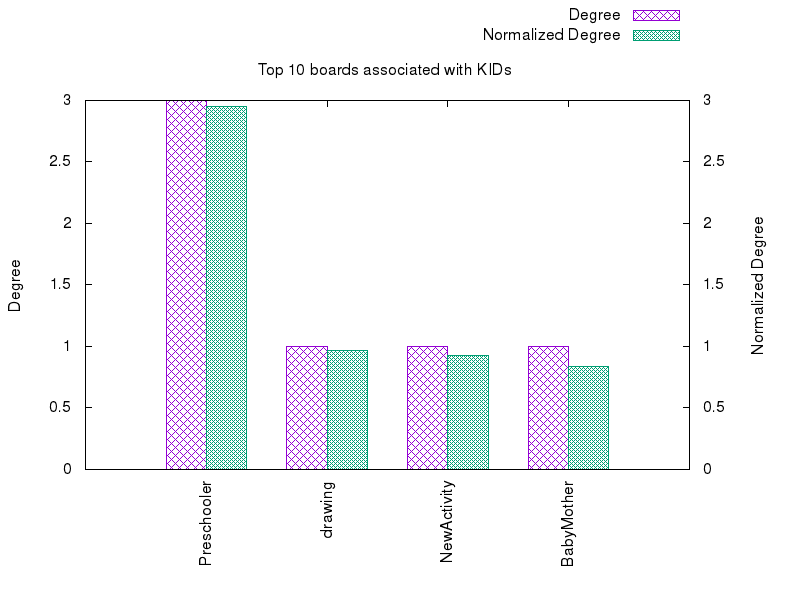 Degree
Normalized Degree
Top 10 boards associated with KIDs
3
2.5
2
1.5
1
0.5
0
3
2.5
2
1.5
1
0.5
0
Degree
Normalized Degree
Preschooler
drawing
NewActivity
BabyMother